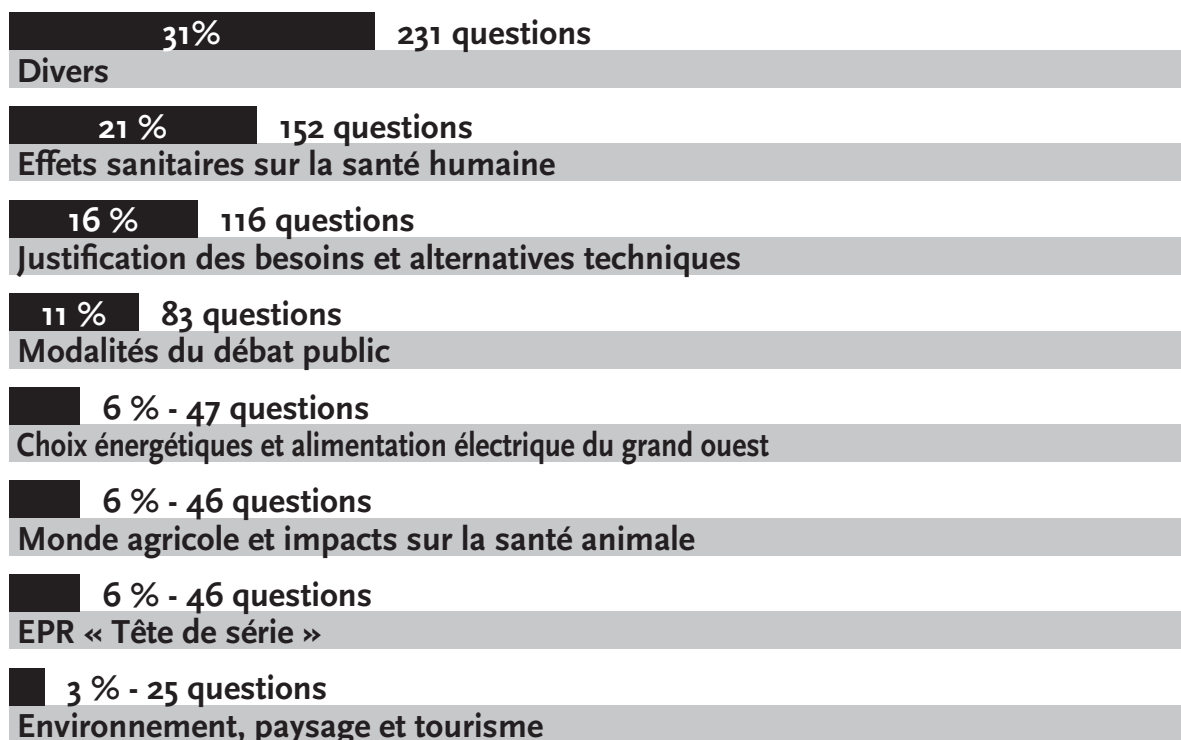 31% 231 questions
Divers
21 % 152 questions
Effets sanitaires sur la santé humaine
16 % 116 questions
Justification des besoins et alternatives techniques
11 % 83 questions
Modalités du débat public
6 % - 47 questions
Choix énergétiques et alimentation électrique du grand ouest
6 % - 46 questions
Monde agricole et impacts sur la santé animale
6 % - 46 questions
EPR « Tête de série »
3 % - 25 questions
Environnement, paysage et tourisme